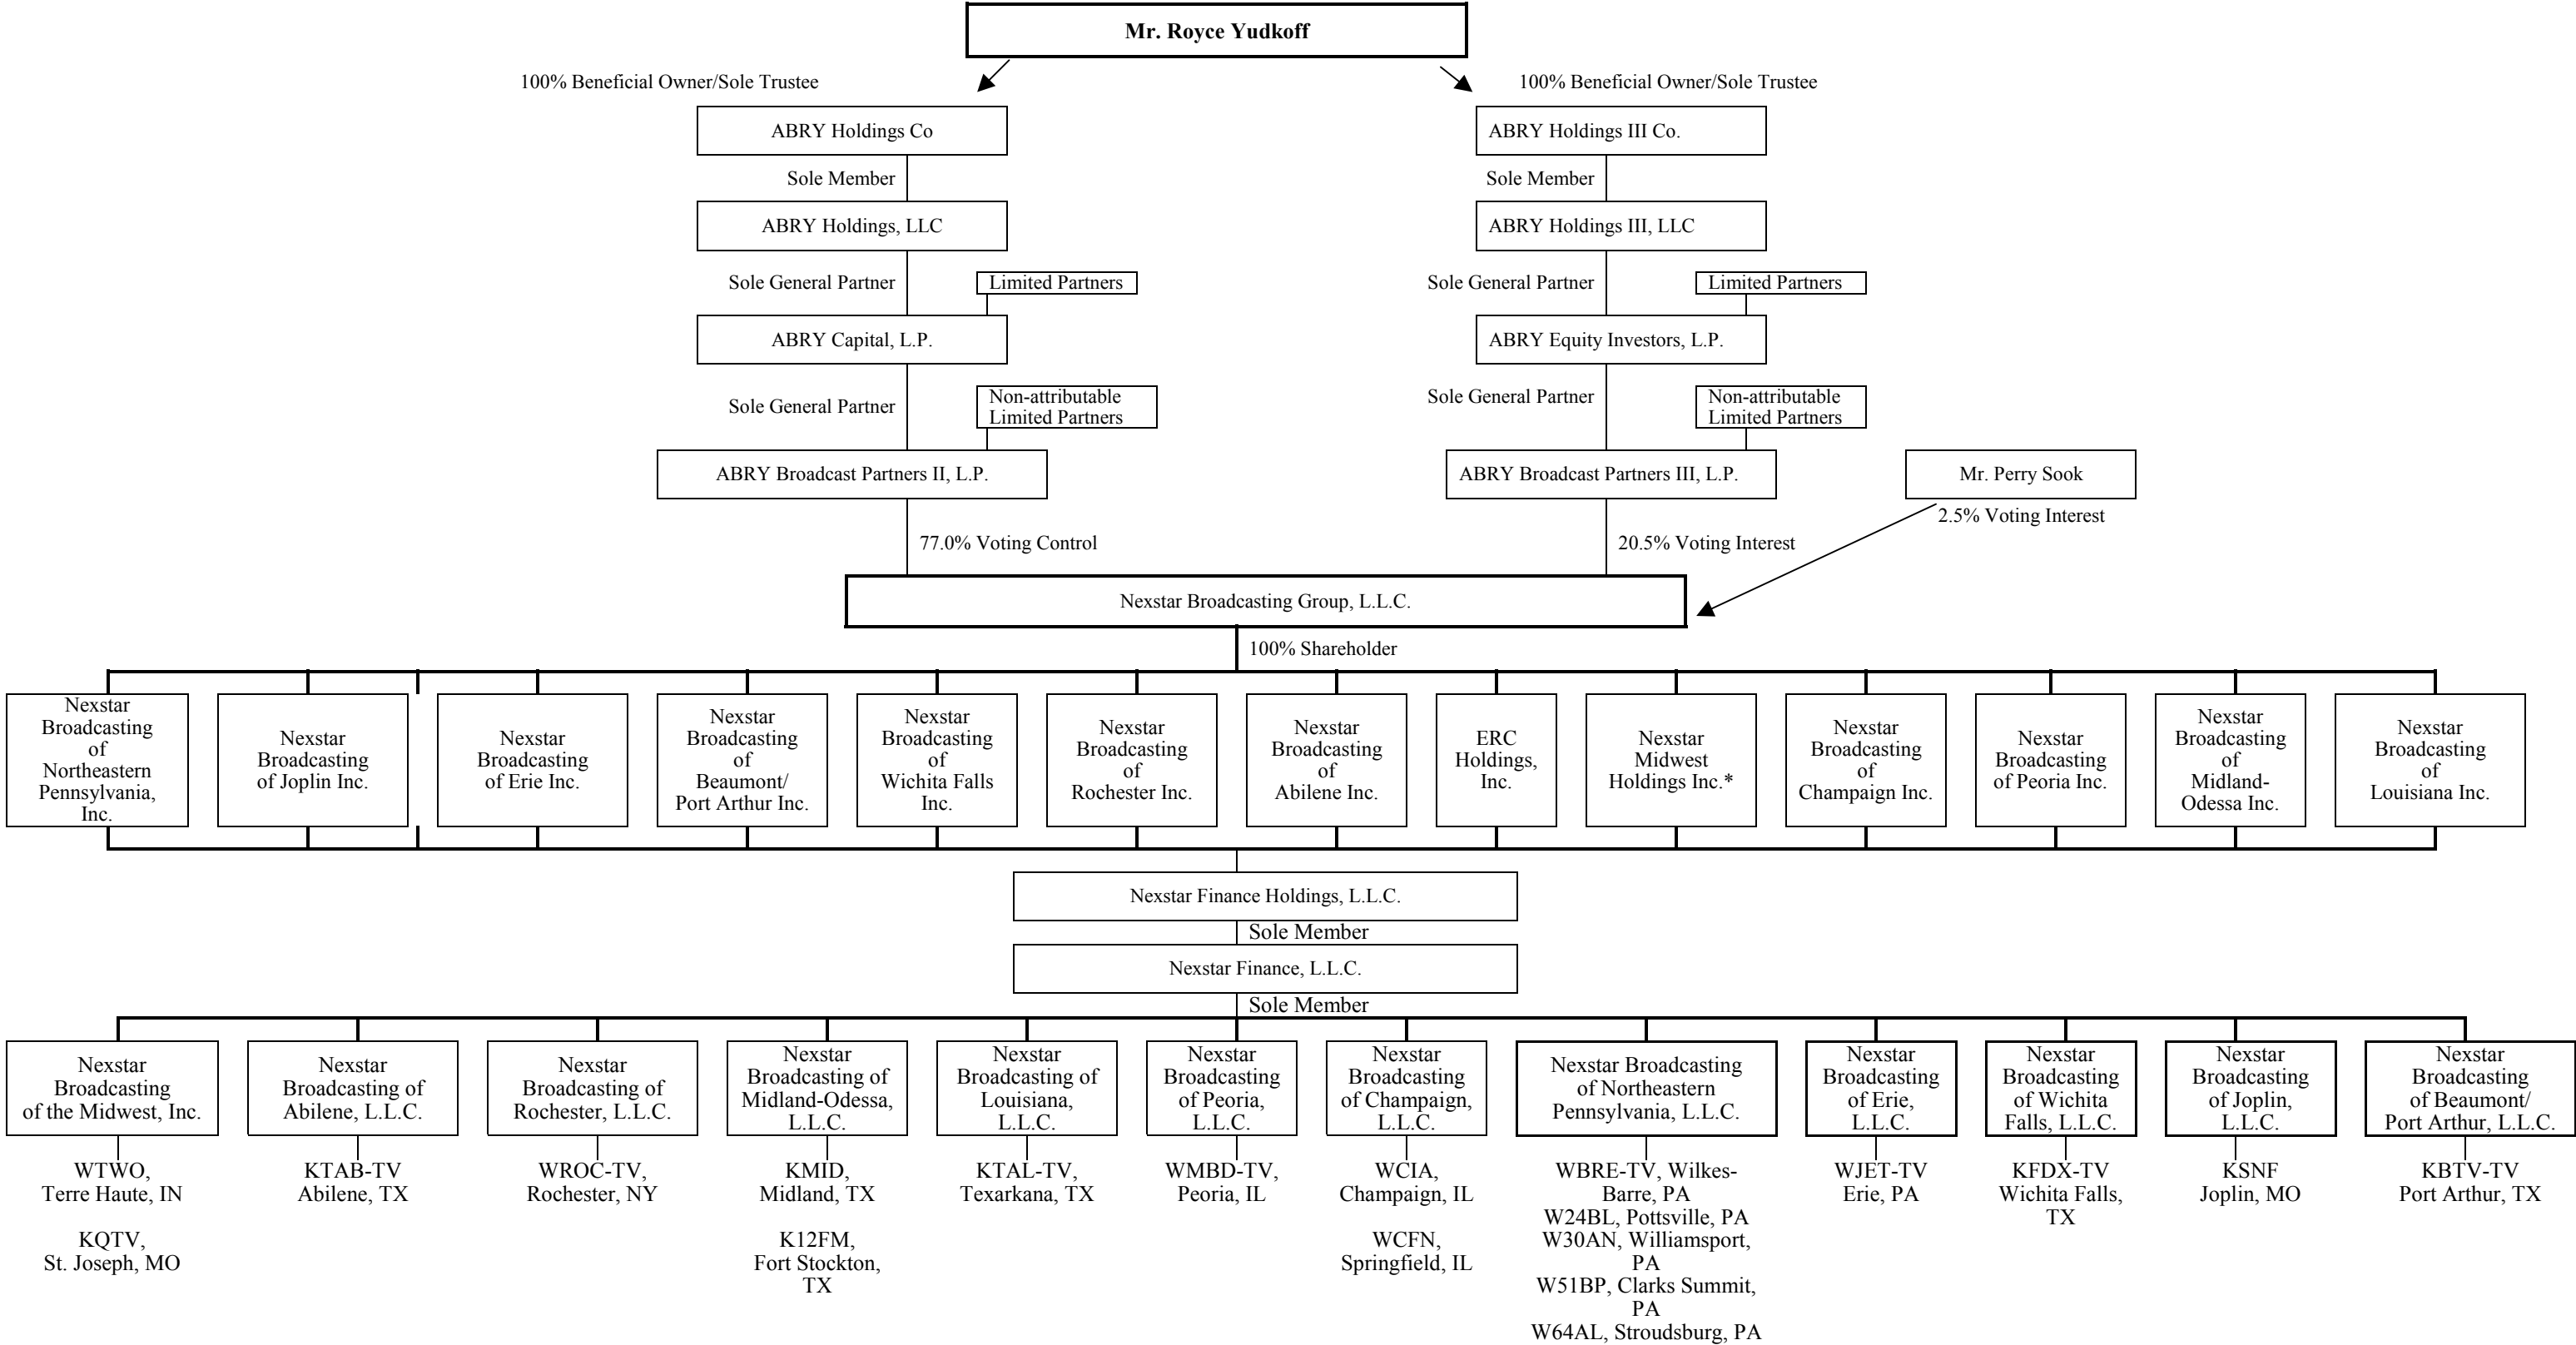 Mr. Royce Yudkoff
100% Beneficial Owner/Sole Trustee
100% Beneficial Owner/Sole Trustee
ABRY Holdings Co
ABRY Holdings III Co.
Sole Member
Sole Member
ABRY Holdings, LLC
ABRY Holdings III, LLC
Sole General Partner
Limited Partners
Sole General Partner
Limited Partners
ABRY Capital, L.P.
ABRY Equity Investors, L.P.
Sole General Partner
Non-attributable
Limited Partners
Sole General Partner
Non-attributable
Limited Partners
ABRY Broadcast Partners II, L.P.
ABRY Broadcast Partners III, L.P.
Mr. Perry Sook
2.5% Voting Interest
77.0% Voting Control
20.5% Voting Interest
Nexstar Broadcasting Group, L.L.C.
100% Shareholder
Nexstar
Broadcasting
of
Northeastern
Pennsylvania,
Inc.
Nexstar
Broadcasting
of Joplin Inc.
Nexstar
Broadcasting
of Erie Inc.
Nexstar
Broadcasting
of
Beaumont/
Port Arthur Inc.
Nexstar
Broadcasting
of
Wichita Falls
Inc.
Nexstar
Broadcasting
of
Rochester Inc.
Nexstar
Broadcasting
of
Abilene Inc.
ERC
Holdings,
Inc.
Nexstar
Midwest
Holdings Inc.*
Nexstar
Broadcasting
of
Champaign Inc.
Nexstar
Broadcasting
of Peoria Inc.
Nexstar
Broadcasting
of
Midland-
Odessa Inc.
Nexstar
Broadcasting
of
Louisiana Inc.
Nexstar Finance Holdings, L.L.C.
Sole Member
Nexstar Finance, L.L.C.
Sole Member
Nexstar
Broadcasting
of the Midwest, Inc.
Nexstar
Broadcasting of
Abilene, L.L.C.
Nexstar
Broadcasting of
Rochester, L.L.C.
Nexstar
Broadcasting of
Midland-Odessa,
L.L.C.
Nexstar
Broadcasting of
Louisiana,
L.L.C.
Nexstar
Broadcasting
of Peoria,
L.L.C.
Nexstar
Broadcasting
of Champaign,
L.L.C.
Nexstar Broadcasting
of Northeastern
Pennsylvania, L.L.C.
Nexstar
Broadcasting
of Erie,
L.L.C.
Nexstar
Broadcasting
of Wichita
Falls, L.L.C.
Nexstar
Broadcasting
of Joplin,
L.L.C.
Nexstar
Broadcasting
of Beaumont/
Port Arthur, L.L.C.
WTWO,
Terre Haute, IN
KQTV,
St. Joseph, MO
KTAB-TV
Abilene, TX
WROC-TV,
Rochester, NY
KMID,
Midland, TX
K12FM,
Fort Stockton,
TX
KTAL-TV,
Texarkana, TX
WMBD-TV,
Peoria, IL
WCIA,
Champaign, IL
WCFN,
Springfield, IL
WBRE-TV, Wilkes-
Barre, PA
W24BL, Pottsville, PA
W30AN, Williamsport,
PA
W51BP, Clarks Summit,
PA
W64AL, Stroudsburg, PA
WJET-TV
Erie, PA
KFDX-TV
Wichita Falls,
TX
KSNF
Joplin, MO
KBTV-TV
Port Arthur, TX